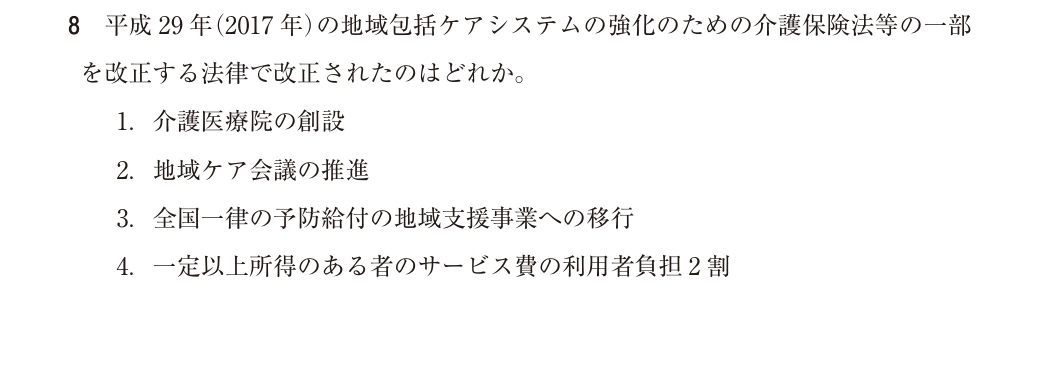 8 平成 29 年(2017 年)の地域包括ケアシステムの強化のための介護保険法等の一部
を改正する法律で改正されたのはどれか。
1. 介護医療院の創設
2. 地域ケア会議の推進
3. 全国一律の予防給付の地域支援事業への移行
4. 一定以上所得のある者のサービス費の利用者負担 2 割